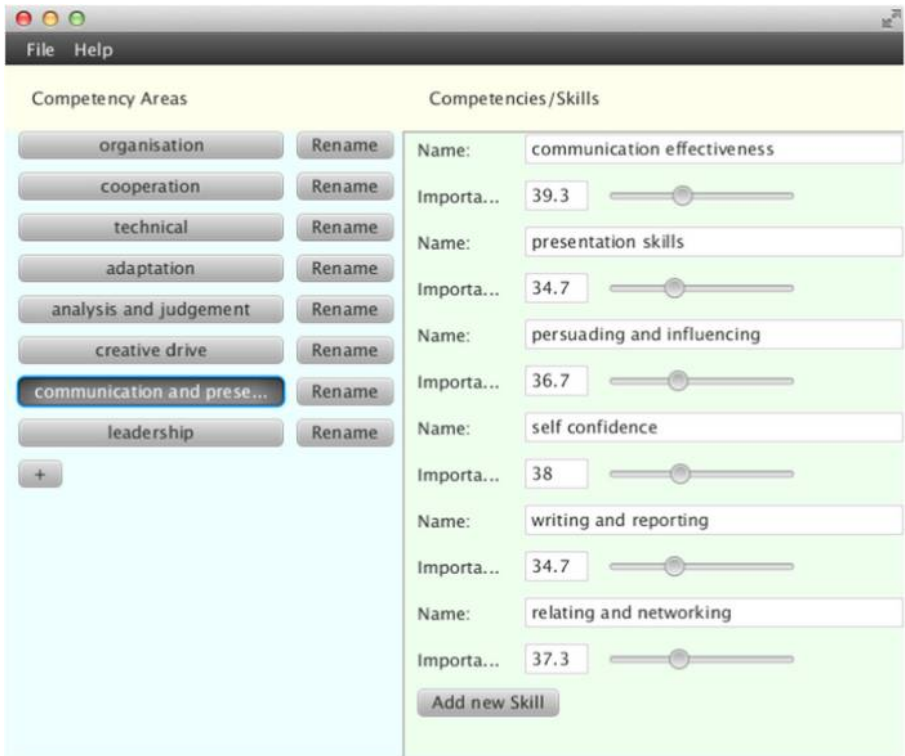 File Help
Competency Areas
Competencies/Skills
organisation Rename
cooperation Rename
technical Rename
adaptation Rename
analysis and judgement Rename
creative drive Rename
communication and prese... Rename
leadership Rename
+
Name: communication effectiveness
Importa... 39.3
Name: presentation skills
Importa... 34.7
Name: persuading and influencing
Importa... 36.7
Name: self confidence
Importa... 38
Name: writing and reporting
Importa... 34.7
Name: relating and networking
Importa... 37.3
Add new Skill